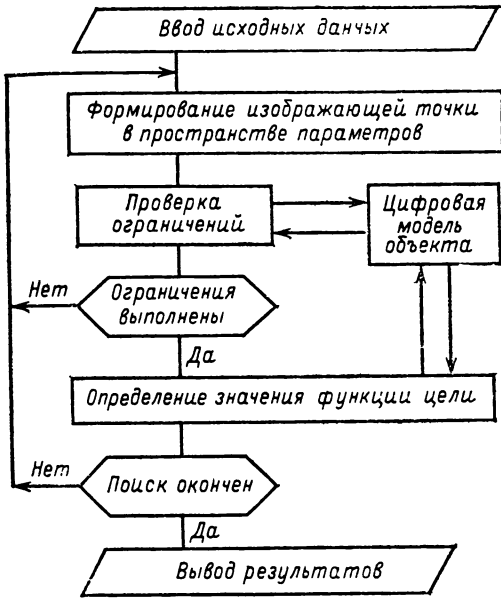 Ввод исходных данных
Формирование изображающей точки
в пространстве параметров
Проверка
ограничений
Цифровая
модель
объекта
Нет
Ограничения
выполнены
Да
Определение значения функции цели
Нет
Поиск окончен
Да
Вывод результатов